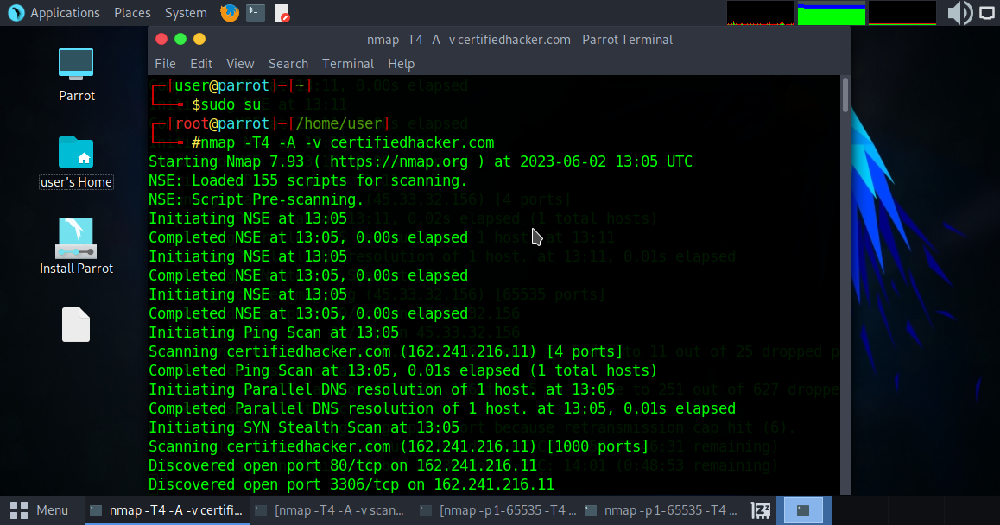 Applications Places System
Parrot
user's Home
Install Parrot
nmap -T4 -A -v certifiedhacker.com - Parrot Terminal
File Edit View Search Terminal Help
┌─[user@parrot]─[~]
└──╼ $sudo su
┌─[root@parrot]─[/home/user]
└──╼ #nmap -T4 -A -v certifiedhacker.com
Starting Nmap 7.93 ( https://nmap.org ) at 2023-06-02 13:05 UTC
NSE: Loaded 155 scripts for scanning.
NSE: Script Pre-scanning.
Initiating NSE at 13:05
Completed NSE at 13:05, 0.00s elapsed
Initiating NSE at 13:05
Completed NSE at 13:05, 0.00s elapsed
Initiating NSE at 13:05
Completed NSE at 13:05, 0.00s elapsed
Initiating Ping Scan at 13:05
Scanning certifiedhacker.com (162.241.216.11) [4 ports]
Completed Ping Scan at 13:05, 0.01s elapsed (1 total hosts)
Initiating Parallel DNS resolution of 1 host. at 13:05
Completed Parallel DNS resolution of 1 host. at 13:05, 0.01s elapsed
Initiating SYN Stealth Scan at 13:05
Scanning certifiedhacker.com (162.241.216.11) [1000 ports]
Discovered open port 80/tcp on 162.241.216.11
Discovered open port 3306/tcp on 162.241.216.11
Menu nmap -T4 -A -v certifi... [nmap -T4 -A -v scan... [nmap -p1-65535 -T4 ... nmap -p1-65535 -T4 ...